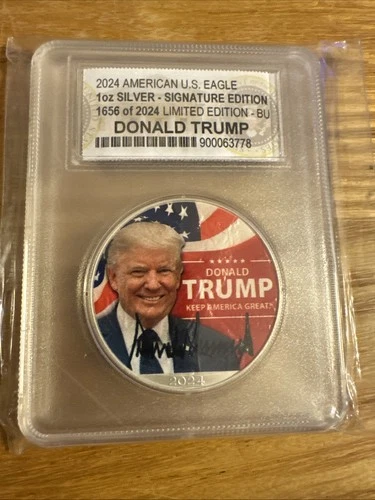 2024 AMERICAN U.S. EAGLE
1oz SILVER - SIGNATURE EDITION
1656 of 2024 LIMITED EDITION - BU
DONALD TRUMP
900063778
DONALD
TRUMP
KEEP AMERICA GREAT!
2024